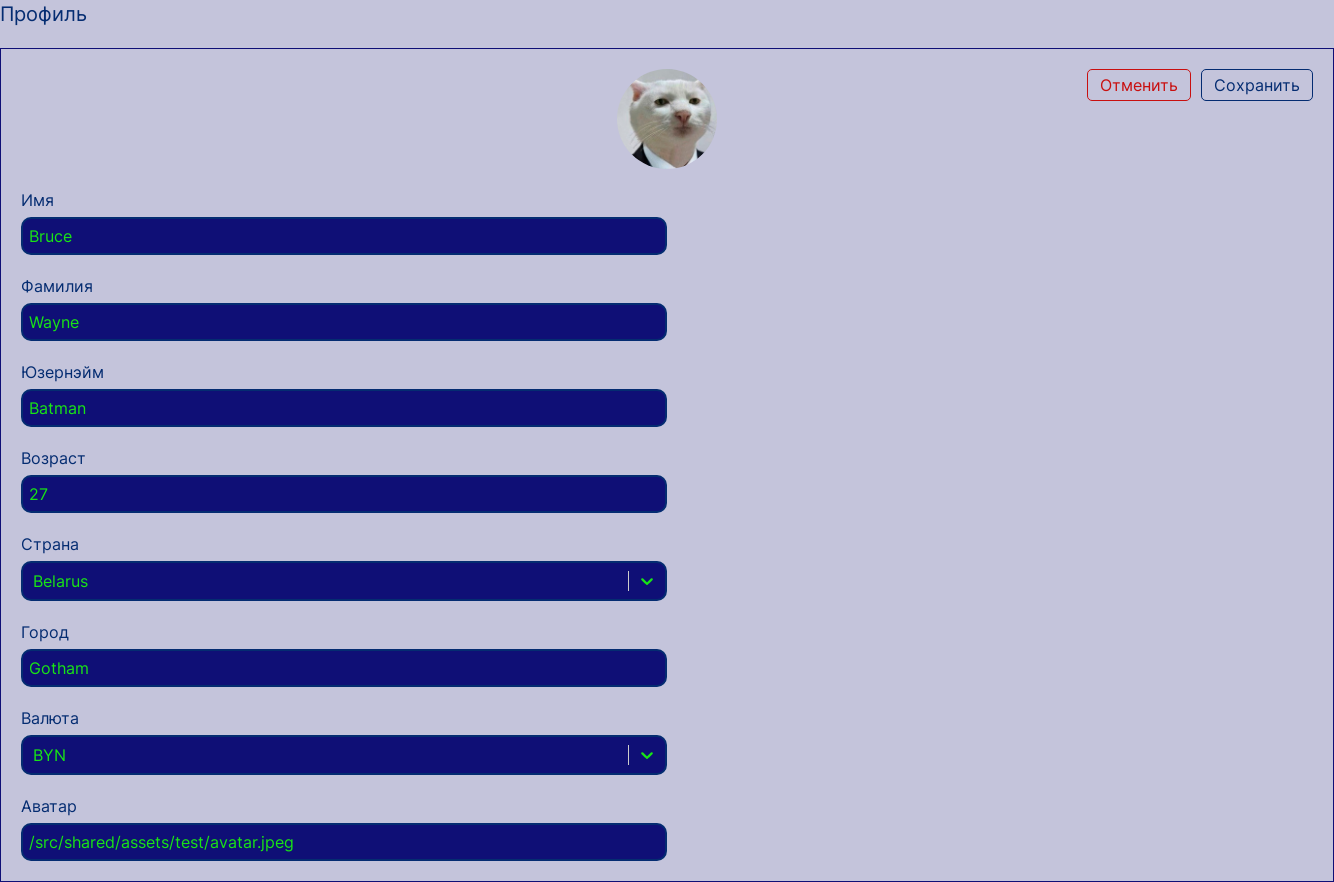 Профиль
Отменить Сохранить
Имя
Bruce
Фамилия
Wayne
Юзернэйм
Batman
Возраст
27
Страна
Belarus
Город
Gotham
Валюта
BYN
Аватар
/src/shared/assets/test/avatar.jpeg